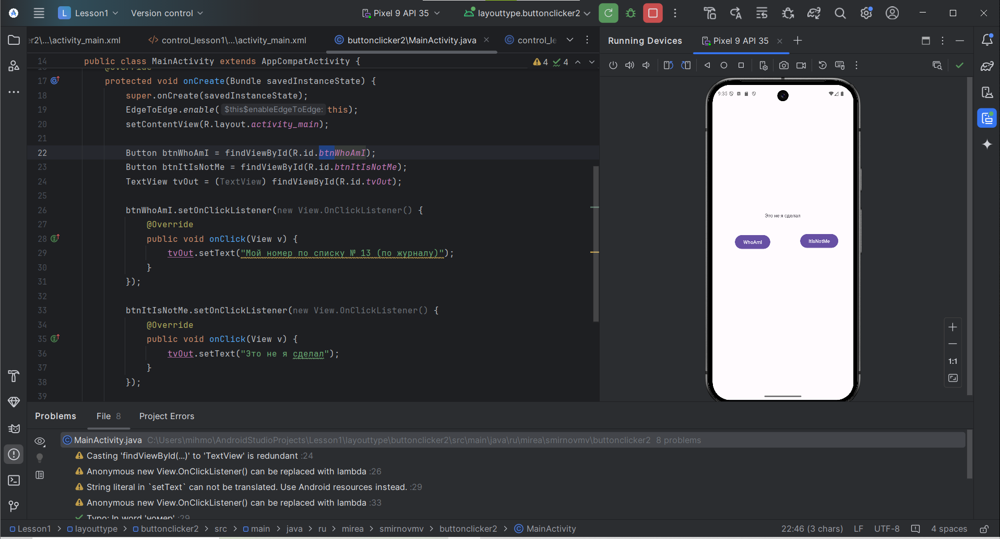 L Lesson1 Version control Pixel 9 API 35 layouttype.buttonclicker2
er2\...\activity_main.xml control_lesson1\...\activity_main.xml buttonclicker2\MainActivity.java control_le
Running Devices Pixel 9 API 35
14 public class MainActivity extends AppCompatActivity { 4 4
@Override
17 protected void onCreate(Bundle savedInstanceState) {
18 super.onCreate(savedInstanceState);
19 EdgeToEdge.enable( $this$enableEdgeToEdge: this);
20 setContentView(R.layout.activity_main);
21
22 Button btnWhoAmI = findViewById(R.id.btnWhoAmI);
23 Button btnItIsNotMe = findViewById(R.id.btnItIsNotMe);
24 TextView tvOut = (TextView) findViewById(R.id.tvOut);
25
26 btnWhoAmI.setOnClickListener(new View.OnClickListener() {
27 @Override
28 public void onClick(View v) {
29 tvOut.setText("Мой номер по списку № 13 (по журналу)");
30 }
31 });
32
33 btnItIsNotMe.setOnClickListener(new View.OnClickListener() {
34 @Override
35 public void onClick(View v) {
36 tvOut.setText("Это не я сделал");
37 }
38 });
39
9:35
Это не я сделал
WhoAmI ItIsNotMe
1:1
Problems File 8 Project Errors
MainActivity.java C:\Users\mihmo\AndroidStudioProjects\Lesson1\layouttype\buttonclicker2\src\main\java\ru\mirea\smirnovmv\buttonclicker2 8 problems
Casting 'findViewById(...)' to 'TextView' is redundant :24
Anonymous new View.OnClickListener() can be replaced with lambda :26
String literal in `setText` can not be translated. Use Android resources instead. :29
Anonymous new View.OnClickListener() can be replaced with lambda :33
Typo: In word 'номер' :29
Lesson1 > layouttype > buttonclicker2 > src > main > java > ru > mirea > smirnovmv > buttonclicker2 > MainActivity
22:46 (3 chars) LF UTF-8 4 spaces